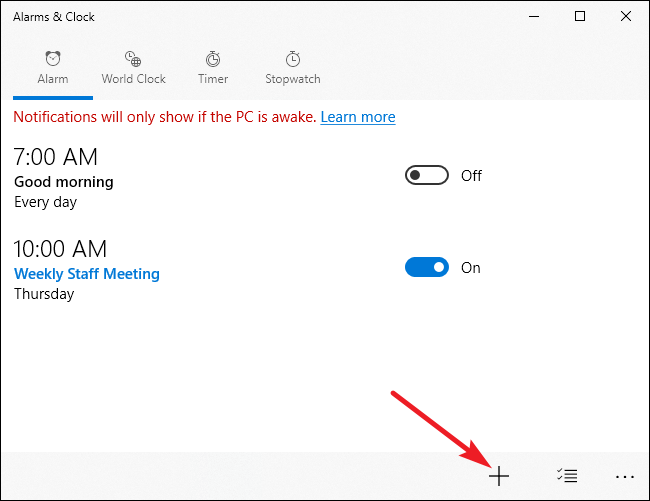 Alarms & Clock
Alarm World Clock Timer Stopwatch
Notifications will only show if the PC is awake. Learn more
7:00 AM
Good morning
Off
Every day
10:00 AM
Weekly Staff Meeting
On
Thursday